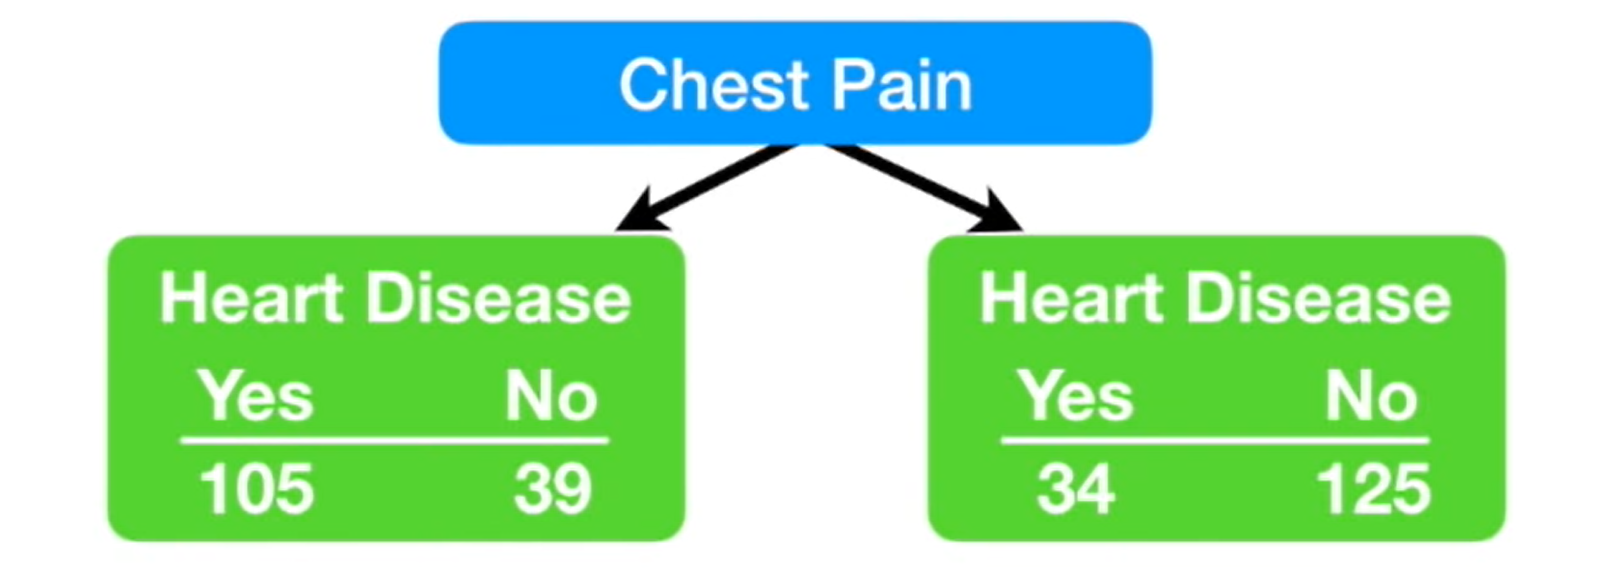 Chest Pain
Heart Disease
Yes No
105 39
Heart Disease
Yes No
34 125